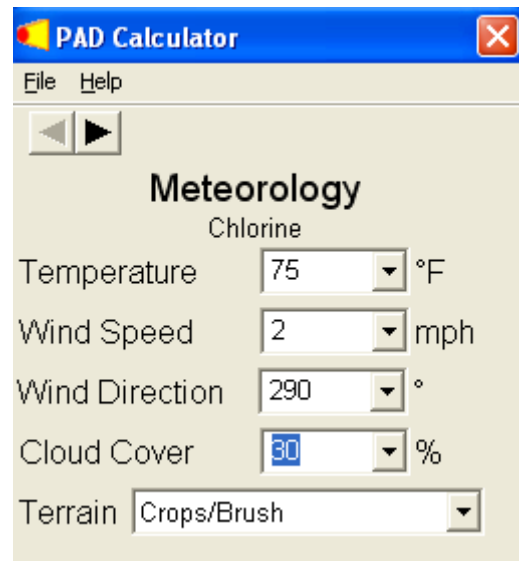 PAD Calculator
File Help
Meteorology
Chlorine
Temperature 75 °F
Wind Speed 2 mph
Wind Direction 290 °
Cloud Cover 30 %
Terrain Crops/Brush